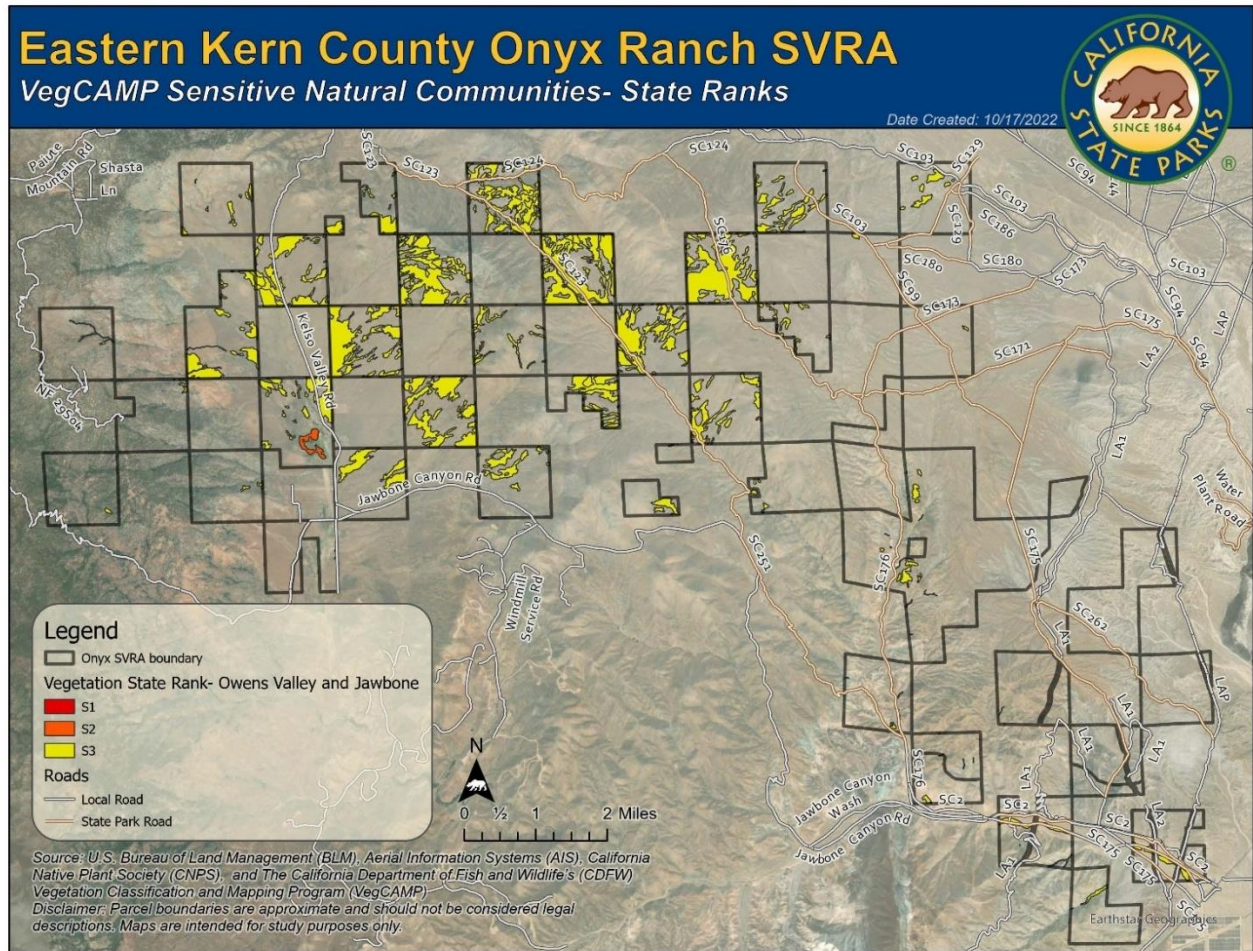 Eastern Kern County Onyx Ranch SVRA
VegCAMP Sensitive Natural Communities- State Ranks
Date Created: 10/17/2022
CALIFORNIA
SINCE 1864
STATE PARKS
®
Paiute
Mountain Rd
Shasta
Ln
SC123
SC123
SC124
SC124
SC103
SC129
SC94
44
SC103
SC103
SC186
SC129
SC176
SC180
SC180
SC173
SC103
SC94
SC99
SC173
LAP
SC123
Kelso Valley Rd
SC175
LA2
SC171
SC94
NF 29S04
LA1
Jawbone Canyon Rd
Water
Plant Road
SC251
SC176
SC175
Windmill
Service Rd
SC262
LA1
LAP
LA1
LA1
LA1
LA1
SC176
Jawbone Canyon
Wash
Jawbone Canyon Rd
SC2
SC2
SC2
LA2
SC2
SC175
SC175
LA1
SC175
Legend
Onyx SVRA boundary
Vegetation State Rank- Owens Valley and Jawbone
S1
S2
S3
Roads
Local Road
State Park Road
N
0 ½ 1 2 Miles
Source: U.S. Bureau of Land Management (BLM), Aerial Information Systems (AIS), California
Native Plant Society (CNPS), and The California Department of Fish and Wildlife's (CDFW)
Vegetation Classification and Mapping Program (VegCAMP)
Disclaimer: Parcel boundaries are approximate and should not be considered legal
descriptions. Maps are intended for study purposes only.
Earthstar Geographics